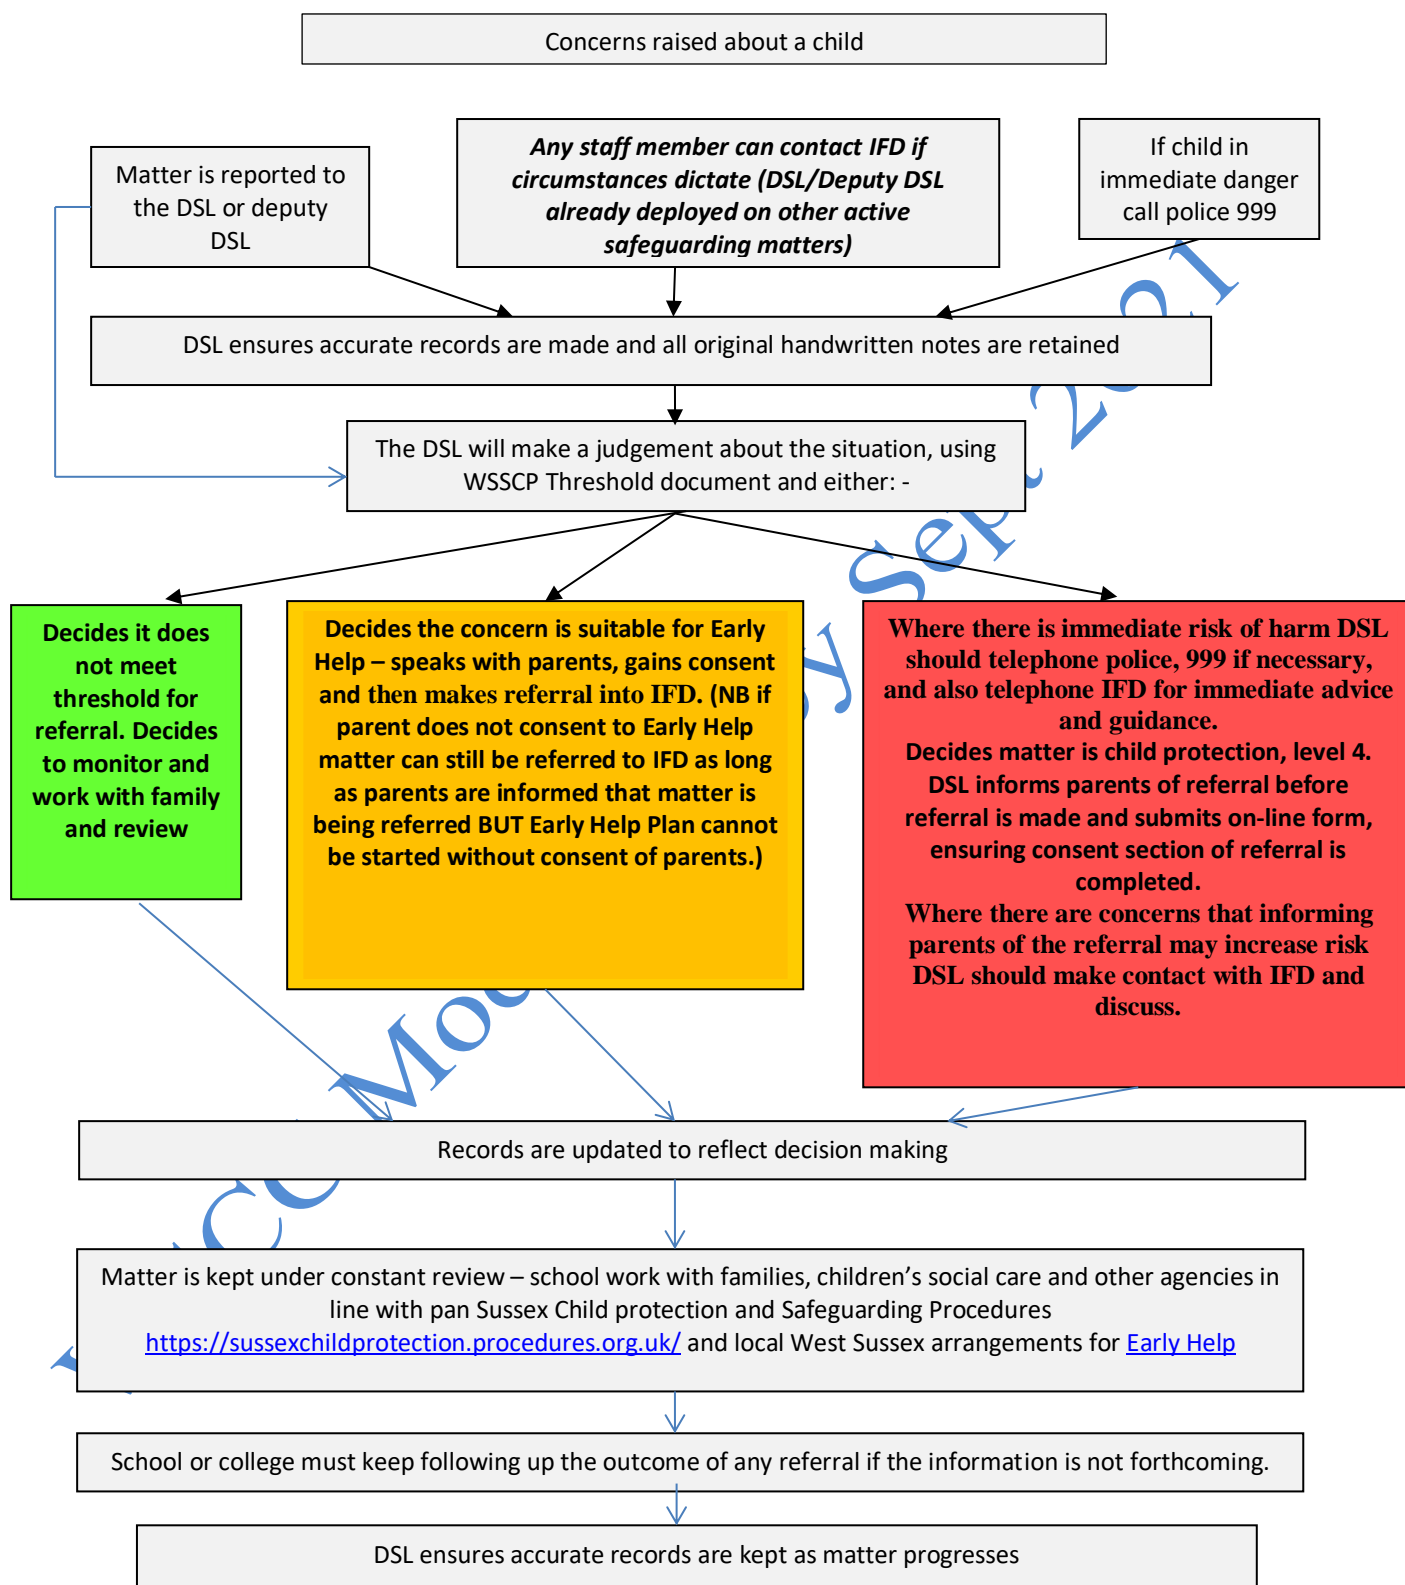 Concerns raised about a child
Matter is reported to
the DSL or deputy
DSL
Any staff member can contact IFD if
circumstances dictate (DSL/Deputy DSL
already deployed on other active
safeguarding matters)
If child in
immediate danger
call police 999
DSL ensures accurate records are made and all original handwritten notes are retained
The DSL will make a judgement about the situation, using
WSSCP Threshold document and either: -
Decides it does
not meet
threshold for
referral. Decides
to monitor and
work with family
and review
Decides the concern is suitable for Early
Help – speaks with parents, gains consent
and then makes referral into IFD. (NB if
parent does not consent to Early Help
matter can still be referred to IFD as long
as parents are informed that matter is
being referred BUT Early Help Plan cannot
be started without consent of parents.)
Where there is immediate risk of harm DSL
should telephone police, 999 if necessary,
and also telephone IFD for immediate advice
and guidance.
Decides matter is child protection, level 4.
DSL informs parents of referral before
referral is made and submits on-line form,
ensuring consent section of referral is
completed.
Where there are concerns that informing
parents of the referral may increase risk
DSL should make contact with IFD and
discuss.
Records are updated to reflect decision making
Matter is kept under constant review – school work with families, children’s social care and other agencies in
line with pan Sussex Child protection and Safeguarding Procedures
https://sussexchildprotection.procedures.org.uk/ and local West Sussex arrangements for Early Help
School or college must keep following up the outcome of any referral if the information is not forthcoming.
DSL ensures accurate records are kept as matter progresses